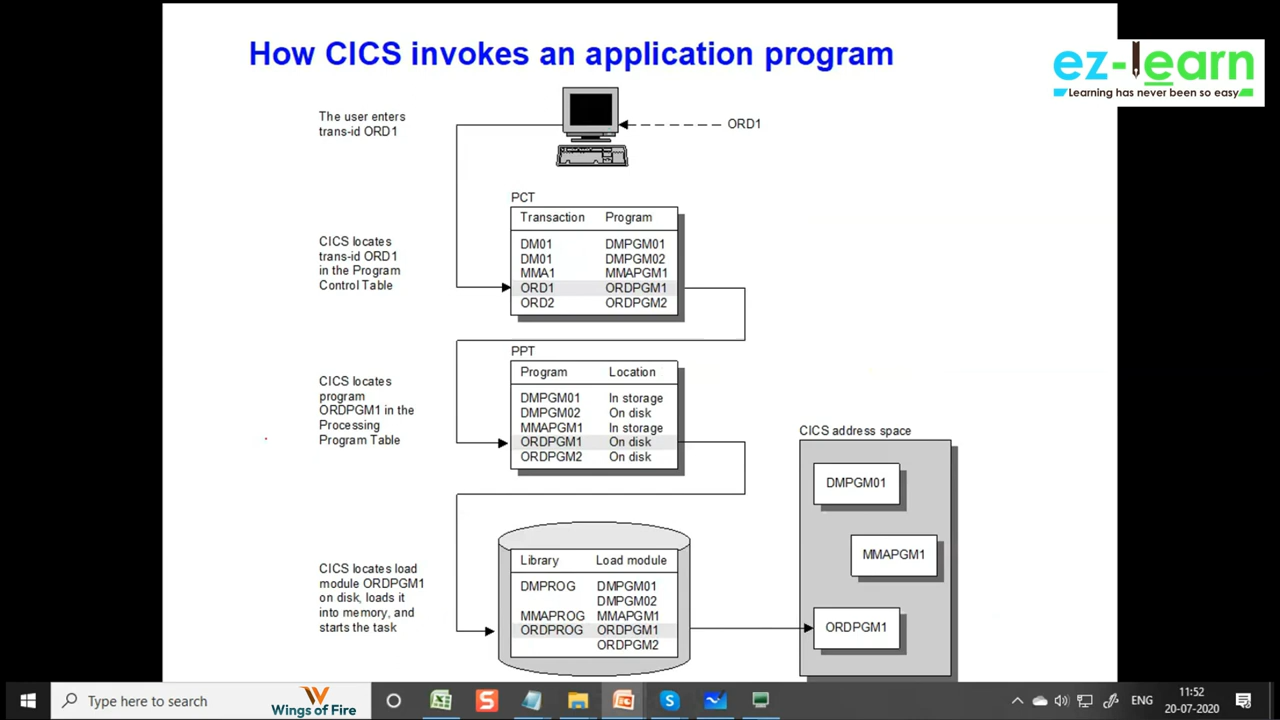 How CICS invokes an application program
ez-learn
Learning has never been so easy
The user enters
trans-id ORD1
ORD1
PCT
Transaction Program
DM01 DMPGM01
DM01 DMPGM02
MMA1 MMAPGM1
ORD1 ORDPGM1
ORD2 ORDPGM2
CICS locates
trans-id ORD1
in the Program
Control Table
PPT
Program Location
DMPGM01 In storage
DMPGM02 On disk
MMAPGM1 In storage
ORDPGM1 On disk
ORDPGM2 On disk
CICS locates
program
ORDPGM1 in the
Processing
Program Table
CICS address space
DMPGM01
MMAPGM1
ORDPGM1
Library Load module
DMPROG DMPGM01
DMPGM02
MMAPROG MMAPGM1
ORDPROG ORDPGM1
ORDPGM2
CICS locates load
module ORDPGM1
on disk, loads it
into memory, and
starts the task
Type here to search
Wings of Fire
ENG
11:52
20-07-2020